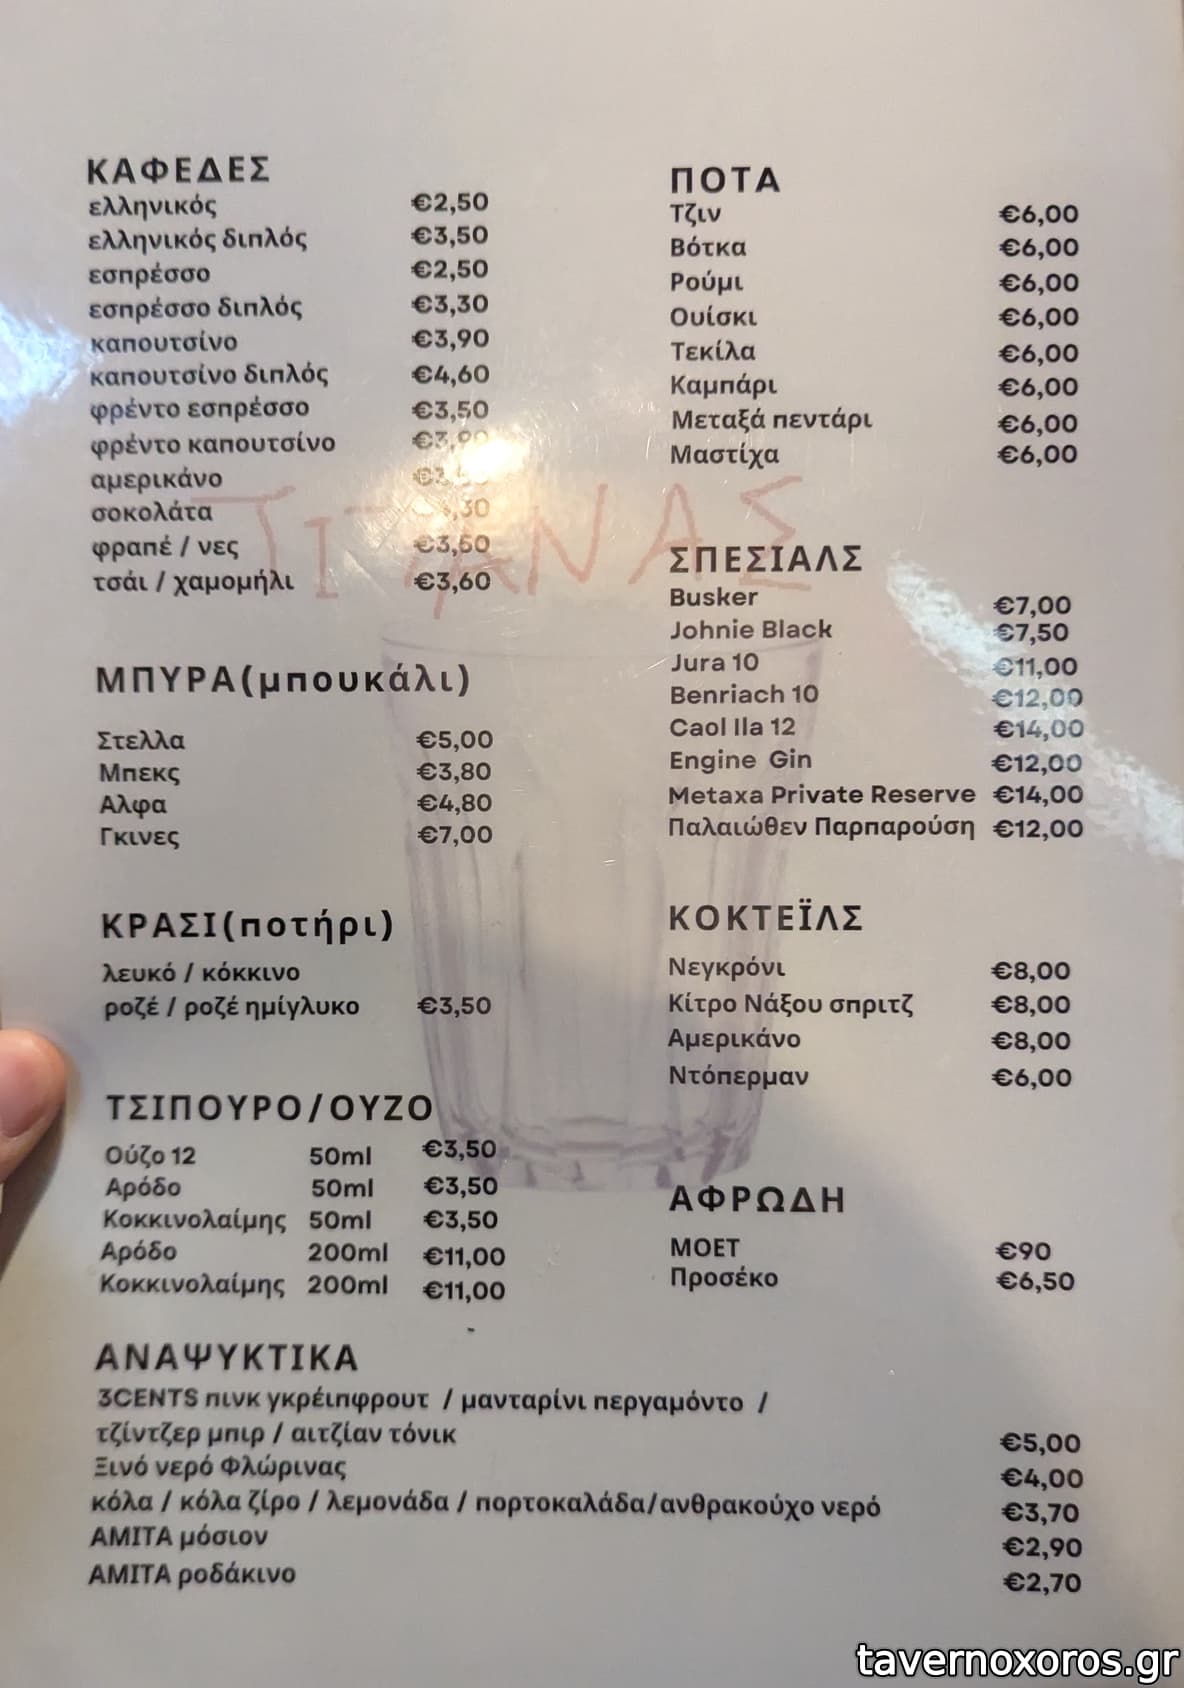 ΚΑΦΕΔΕΣ
ελληνικός €2,50
ελληνικός διπλός €3,50
εσπρέσσο €2,50
εσπρέσσο διπλός €3,30
καπουτσίνο €3,90
καπουτσίνο διπλός €4,60
φρέντο εσπρέσσο €3,50
φρέντο καπουτσίνο
αμερικάνο
σοκολάτα
φραπέ / νες €3,60
τσάι / χαμομήλι €3,60
ΤΙΤΑΝΑΣ
ΜΠΥΡΑ(μπουκάλι)
Στελλα €5,00
Μπεκς €3,80
Αλφα €4,80
Γκινες €7,00
ΚΡΑΣΙ(ποτήρι)
λευκό / κόκκινο
ροζέ / ροζέ ημίγλυκο €3,50
ΤΣΙΠΟΥΡΟ/ΟΥΖΟ
Ούζο 12 50ml €3,50
Αρόδο 50ml €3,50
Κοκκινολαίμης 50ml €3,50
Αρόδο 200ml €11,00
Κοκκινολαίμης 200ml €11,00
ΠΟΤΑ
Τζιν €6,00
Βότκα €6,00
Ρούμι €6,00
Ουίσκι €6,00
Τεκίλα €6,00
Καμπάρι €6,00
Μεταξά πεντάρι €6,00
Μαστίχα €6,00
ΣΠΕΣΙΑΛΣ
Busker €7,00
Johnie Black €7,50
Jura 10 €11,00
Benriach 10 €12,00
Caol Ila 12 €14,00
Engine Gin €12,00
Metaxa Private Reserve €14,00
Παλαιώθεν Παρπαρούση €12,00
ΚΟΚΤΕΪΛΣ
Νεγκρόνι €8,00
Κίτρο Νάξου σπριτζ €8,00
Αμερικάνο €8,00
Ντόπερμαν €6,00
ΑΦΡΩΔΗ
ΜΟΕΤ €90
Προσέκο €6,50
ΑΝΑΨΥΚΤΙΚΑ
3CENTS πινκ γκρέιπφρουτ / μανταρίνι περγαμόντο /
τζίντζερ μπιρ / αιτζίαν τόνικ €5,00
Ξινό νερό Φλώρινας €4,00
κόλα / κόλα ζίρο / λεμονάδα / πορτοκαλάδα/ανθρακούχο νερό €3,70
ΑΜΙΤΑ μόσιον €2,90
ΑΜΙΤΑ ροδάκινο €2,70
tavernoxoros.gr